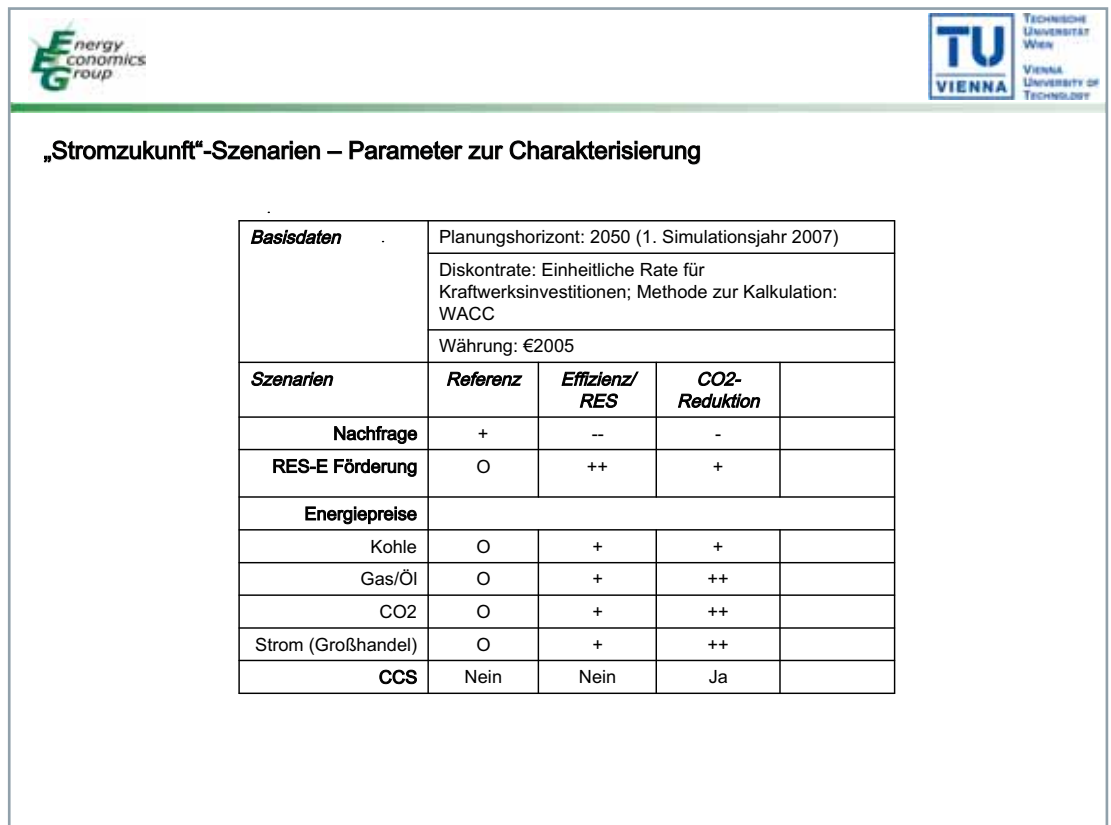 Energy
Economics
Group
TU
VIENNA
TECHNISCHE
UNIVERSITÄT
WIEN
VIENNA
UNIVERSITY OF
TECHNOLOGY
„Stromzukunft“-Szenarien – Parameter zur Charakterisierung
Basisdaten
Planungshorizont: 2050 (1. Simulationsjahr 2007)
Diskontrate: Einheitliche Rate für
Kraftwerksinvestitionen; Methode zur Kalkulation:
WACC
Währung: €2005
Szenarien Referenz Effizienz/ CO2-
RES Reduktion
Nachfrage + -- -
RES-E Förderung O ++ +
Energiepreise
Kohle O + +
Gas/Öl O + ++
CO2 O + ++
Strom (Großhandel) O + ++
CCS Nein Nein Ja